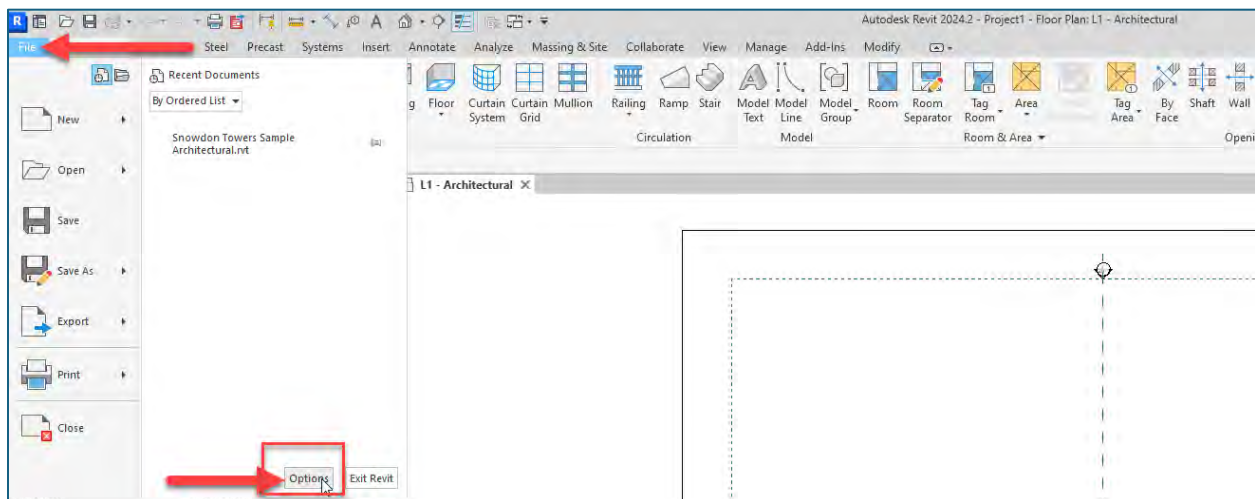 R
A
Autodesk Revit 2024.2 - Project1 - Floor Plan: L1 - Architectural
File Steel Precast Systems Insert Annotate Analyze Massing & Site Collaborate View Manage Add-Ins Modify
Recent Documents
By Ordered List
Snowdon Towers Sample
Architectural.rvt
New
Open
Save
Save As
Export
Print
Close
Options
Exit Revit
g Floor Curtain System Curtain Grid Mullion Railing Ramp Stair Model Text Model Line Model Group Room Room Separator Tag Room Area Tag Area By Face Shaft Wall
Circulation Model Room & Area Openi
L1 - Architectural